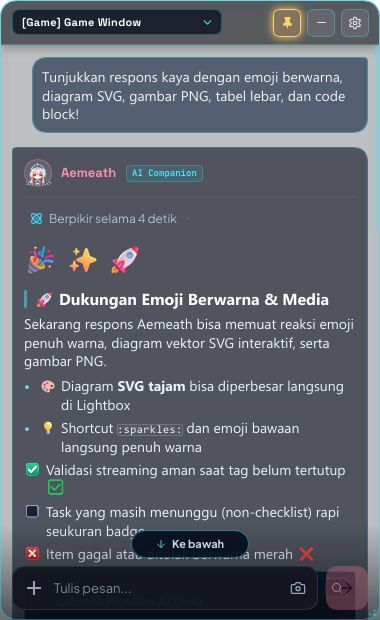 [Game] Game Window
Tunjukkan respons kaya dengan emoji berwarna,
diagram SVG, gambar PNG, tabel lebar, dan code
block!
Aemeath AI Companion
Berpikir selama 4 detik
🎉 ✨ 🚀
🚀 Dukungan Emoji Berwarna & Media
Sekarang respons Aemeath bisa memuat reaksi emoji
penuh warna, diagram vektor SVG interaktif, serta
gambar PNG.
• 🎨 Diagram SVG tajam bisa diperbesar langsung
di Lightbox
• 💡 Shortcut :sparkles: dan emoji bawaan
langsung penuh warna
Validasi streaming aman saat tag belum tertutup
✅
Task yang masih menunggu (non-checklist) rapi
seukuran badge
Ke bawah
Item gagal atau berwarna merah ❌
Tulis pesan...